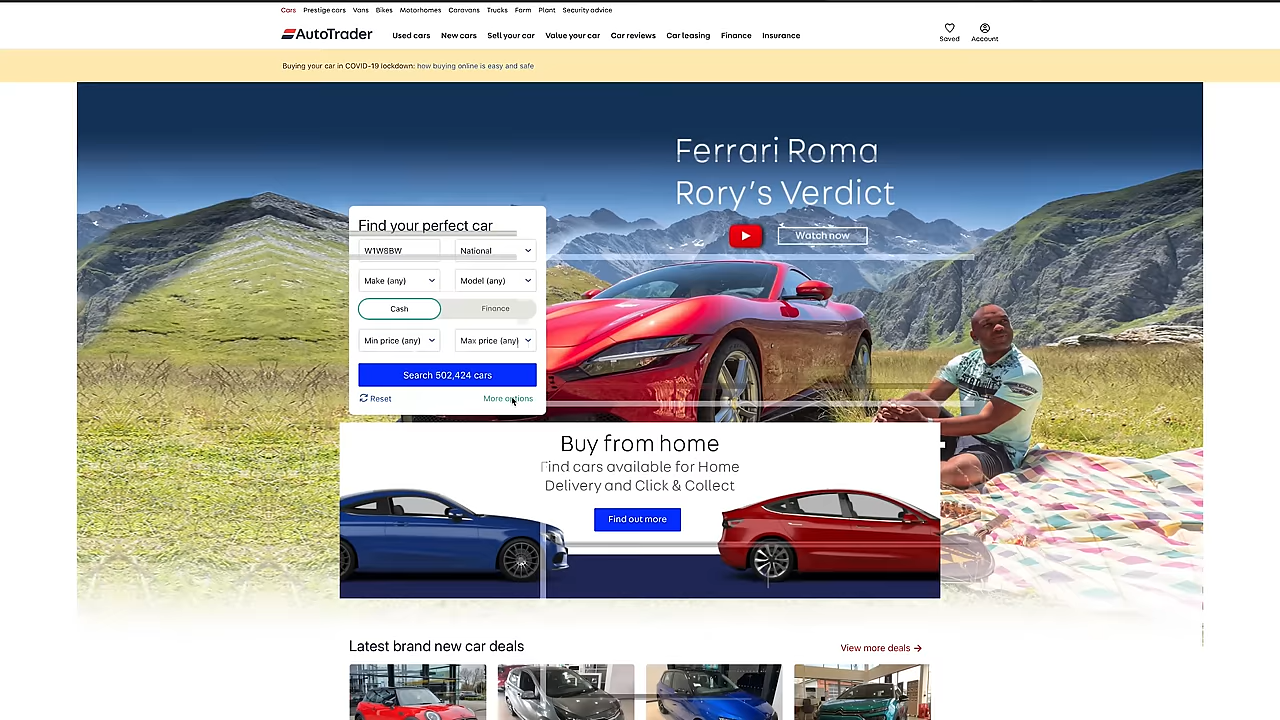 Cars Prestige cars Vans Bikes Motorhomes Caravans Trucks Farm Plant Security advice
AutoTrader
Used cars New cars Sell your car Value your car Car reviews Car leasing Finance Insurance
Saved Account
Buying your car in COVID-19 lockdown: how buying online is easy and safe
Ferrari Roma
Rory's Verdict
Watch now
Find your perfect car
W1W8BW National
Make (any) Model (any)
Cash Finance
Min price (any) Max price (any)
Search 502,424 cars
Reset More options
Buy from home
Find cars available for Home
Delivery and Click & Collect
Find out more
Latest brand new car deals
View more deals